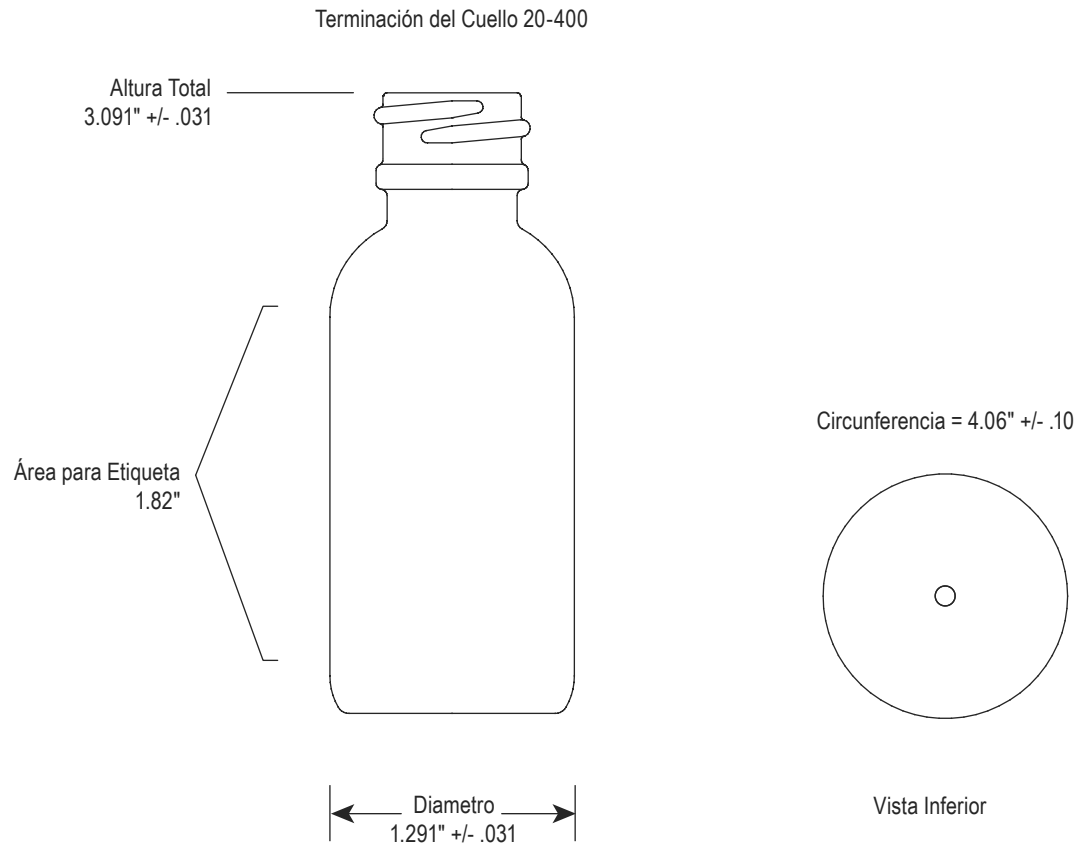 Terminación del Cuello 20-400
Altura Total
3.091" +/- .031
Área para Etiqueta
1.82"
Circunferencia = 4.06" +/- .10
Diametro
1.291" +/- .031
Vista Inferior